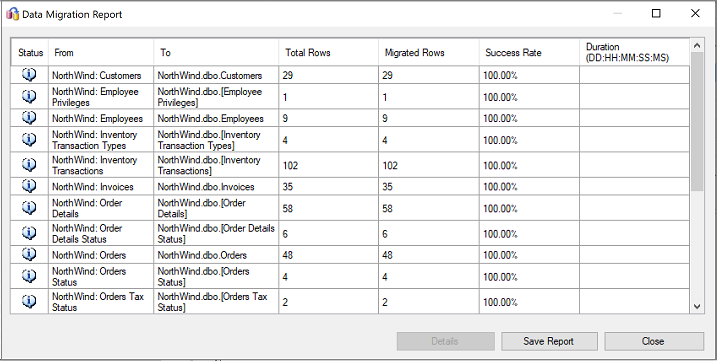 Data Migration Report
Status From To Total Rows Migrated Rows Success Rate Duration
(DD:HH:MM:SS:MS)
NorthWind: Customers NorthWind.dbo.Customers 29 29 100.00%
NorthWind: Employee
Privileges NorthWind.dbo.[Employee
Privileges] 1 1 100.00%
NorthWind: Employees NorthWind.dbo.Employees 9 9 100.00%
NorthWind: Inventory
Transaction Types NorthWind.dbo.[Inventory
Transaction Types] 4 4 100.00%
NorthWind: Inventory
Transactions NorthWind.dbo.[Inventory
Transactions] 102 102 100.00%
NorthWind: Invoices NorthWind.dbo.Invoices 35 35 100.00%
NorthWind: Order
Details NorthWind.dbo.[Order
Details] 58 58 100.00%
NorthWind: Order
Details Status NorthWind.dbo.[Order Details
Status] 6 6 100.00%
NorthWind: Orders NorthWind.dbo.Orders 48 48 100.00%
NorthWind: Orders
Status NorthWind.dbo.[Orders
Status] 4 4 100.00%
NorthWind: Orders Tax
Status NorthWind.dbo.[Orders Tax
Status] 2 2 100.00%
Details Save Report Close